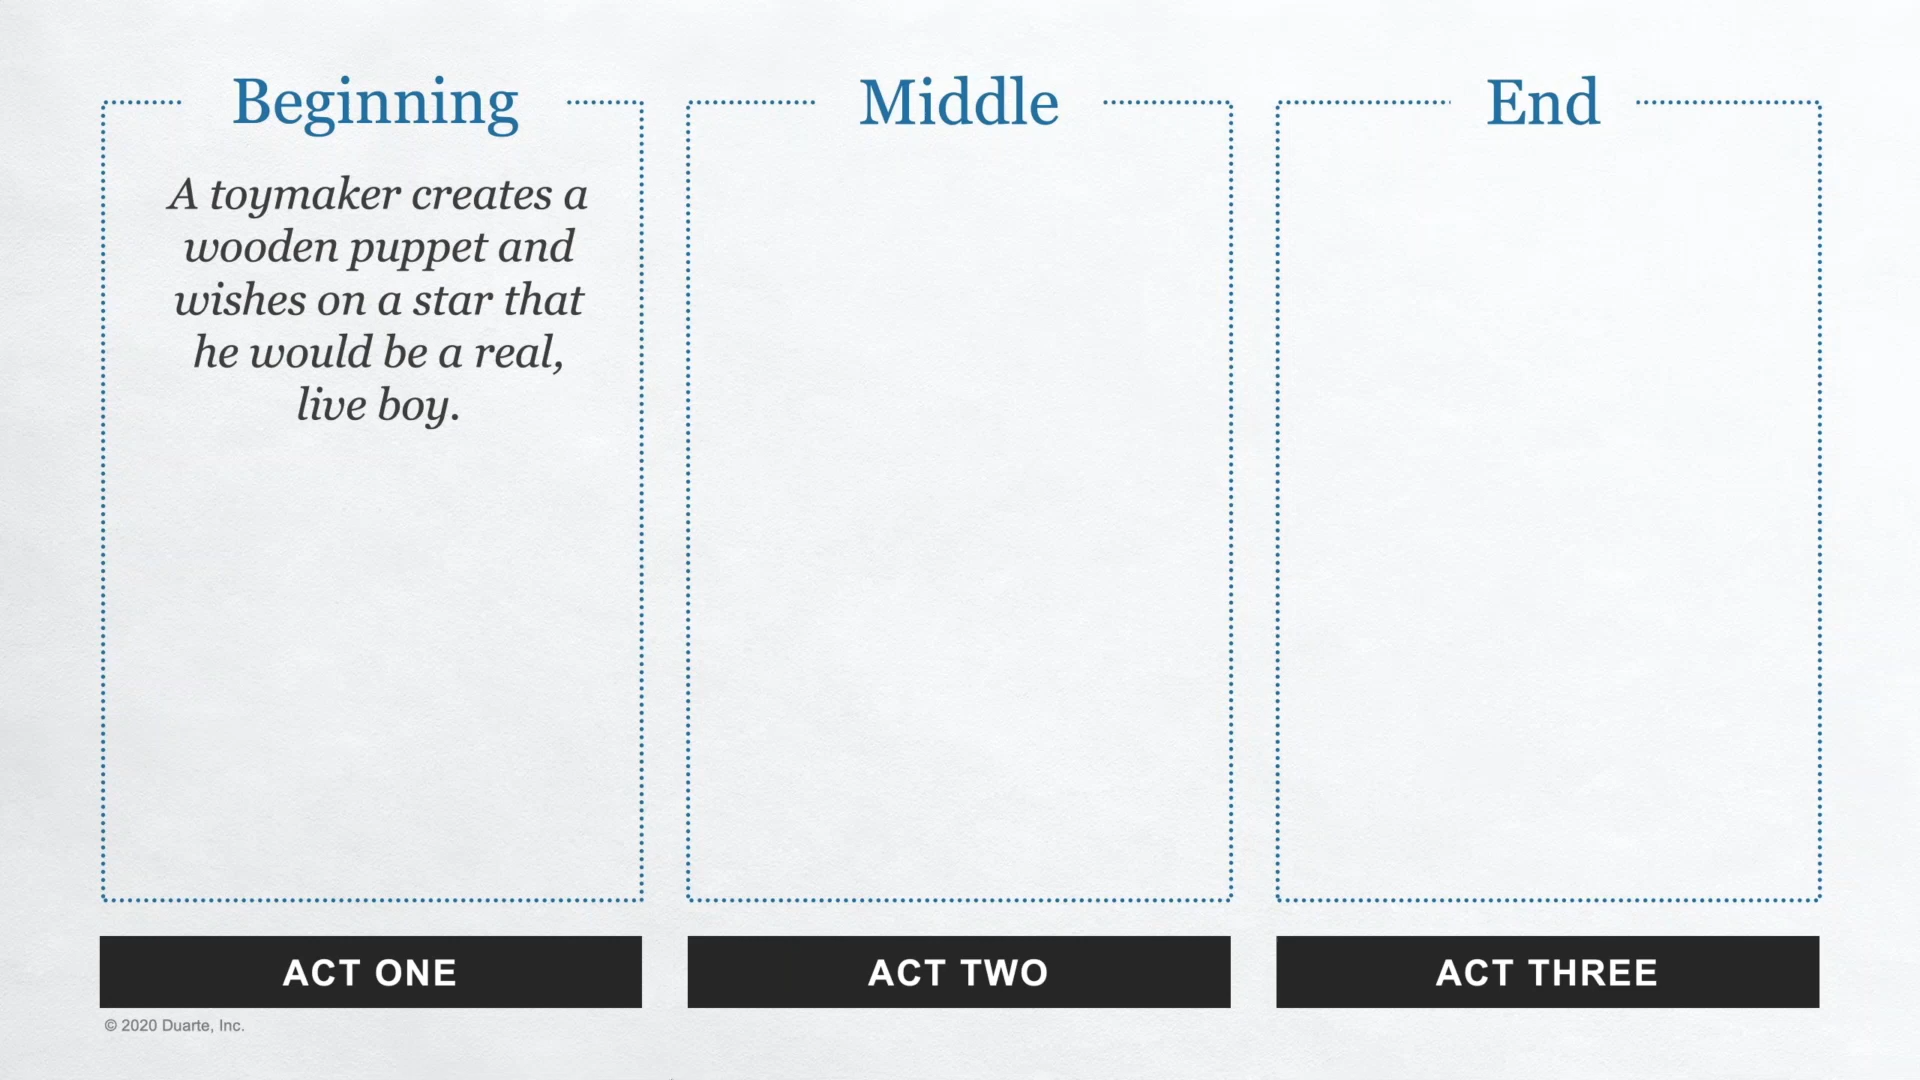 Beginning
A toymaker creates a
wooden puppet and
wishes on a star that
he would be a real,
live boy.
Middle
End
ACT ONE
ACT TWO
ACT THREE
© 2020 Duarte, Inc.